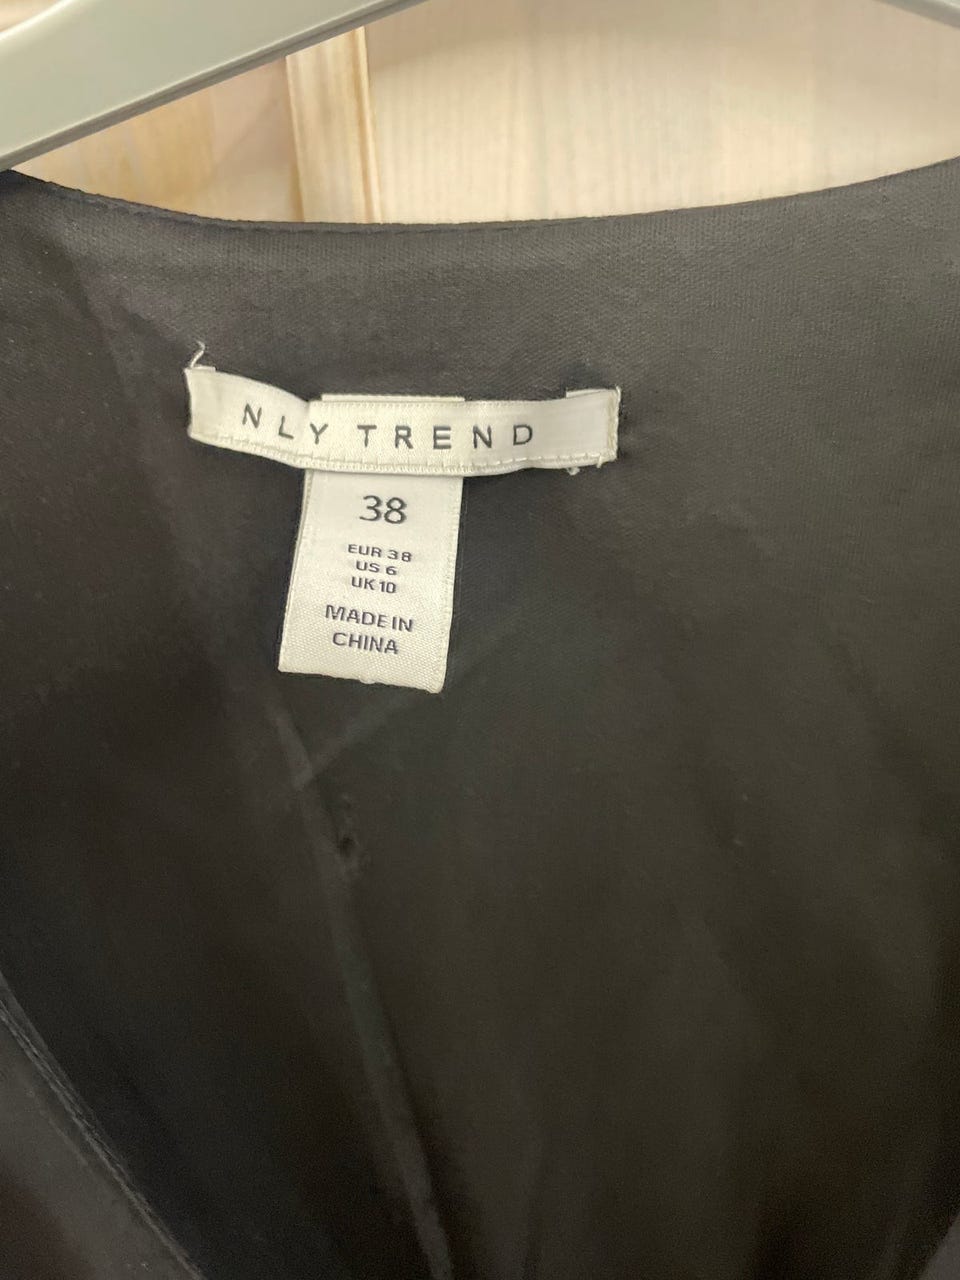 NLY TREND
38
EUR 38
US 6
UK 10
MADE IN
CHINA